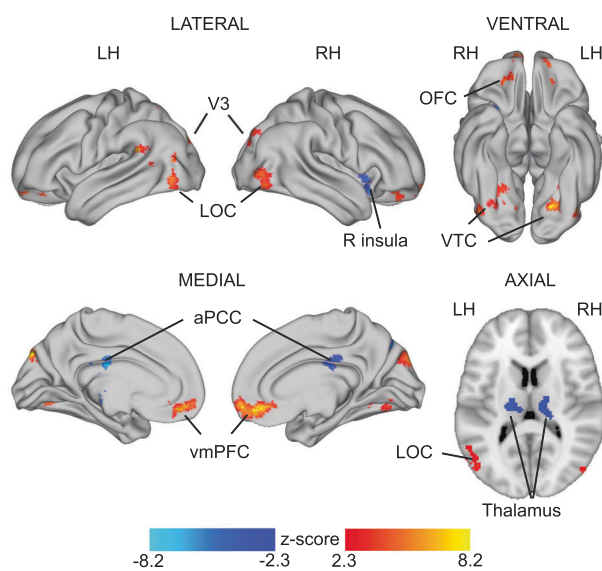 LATERAL
LH
RH
V3
LOC
R insula
VENTRAL
RH
LH
OFC
VTC
MEDIAL
aPCC
vmPFC
AXIAL
LH
RH
LOC
Thalamus
z-score
-8.2
-2.3
2.3
8.2